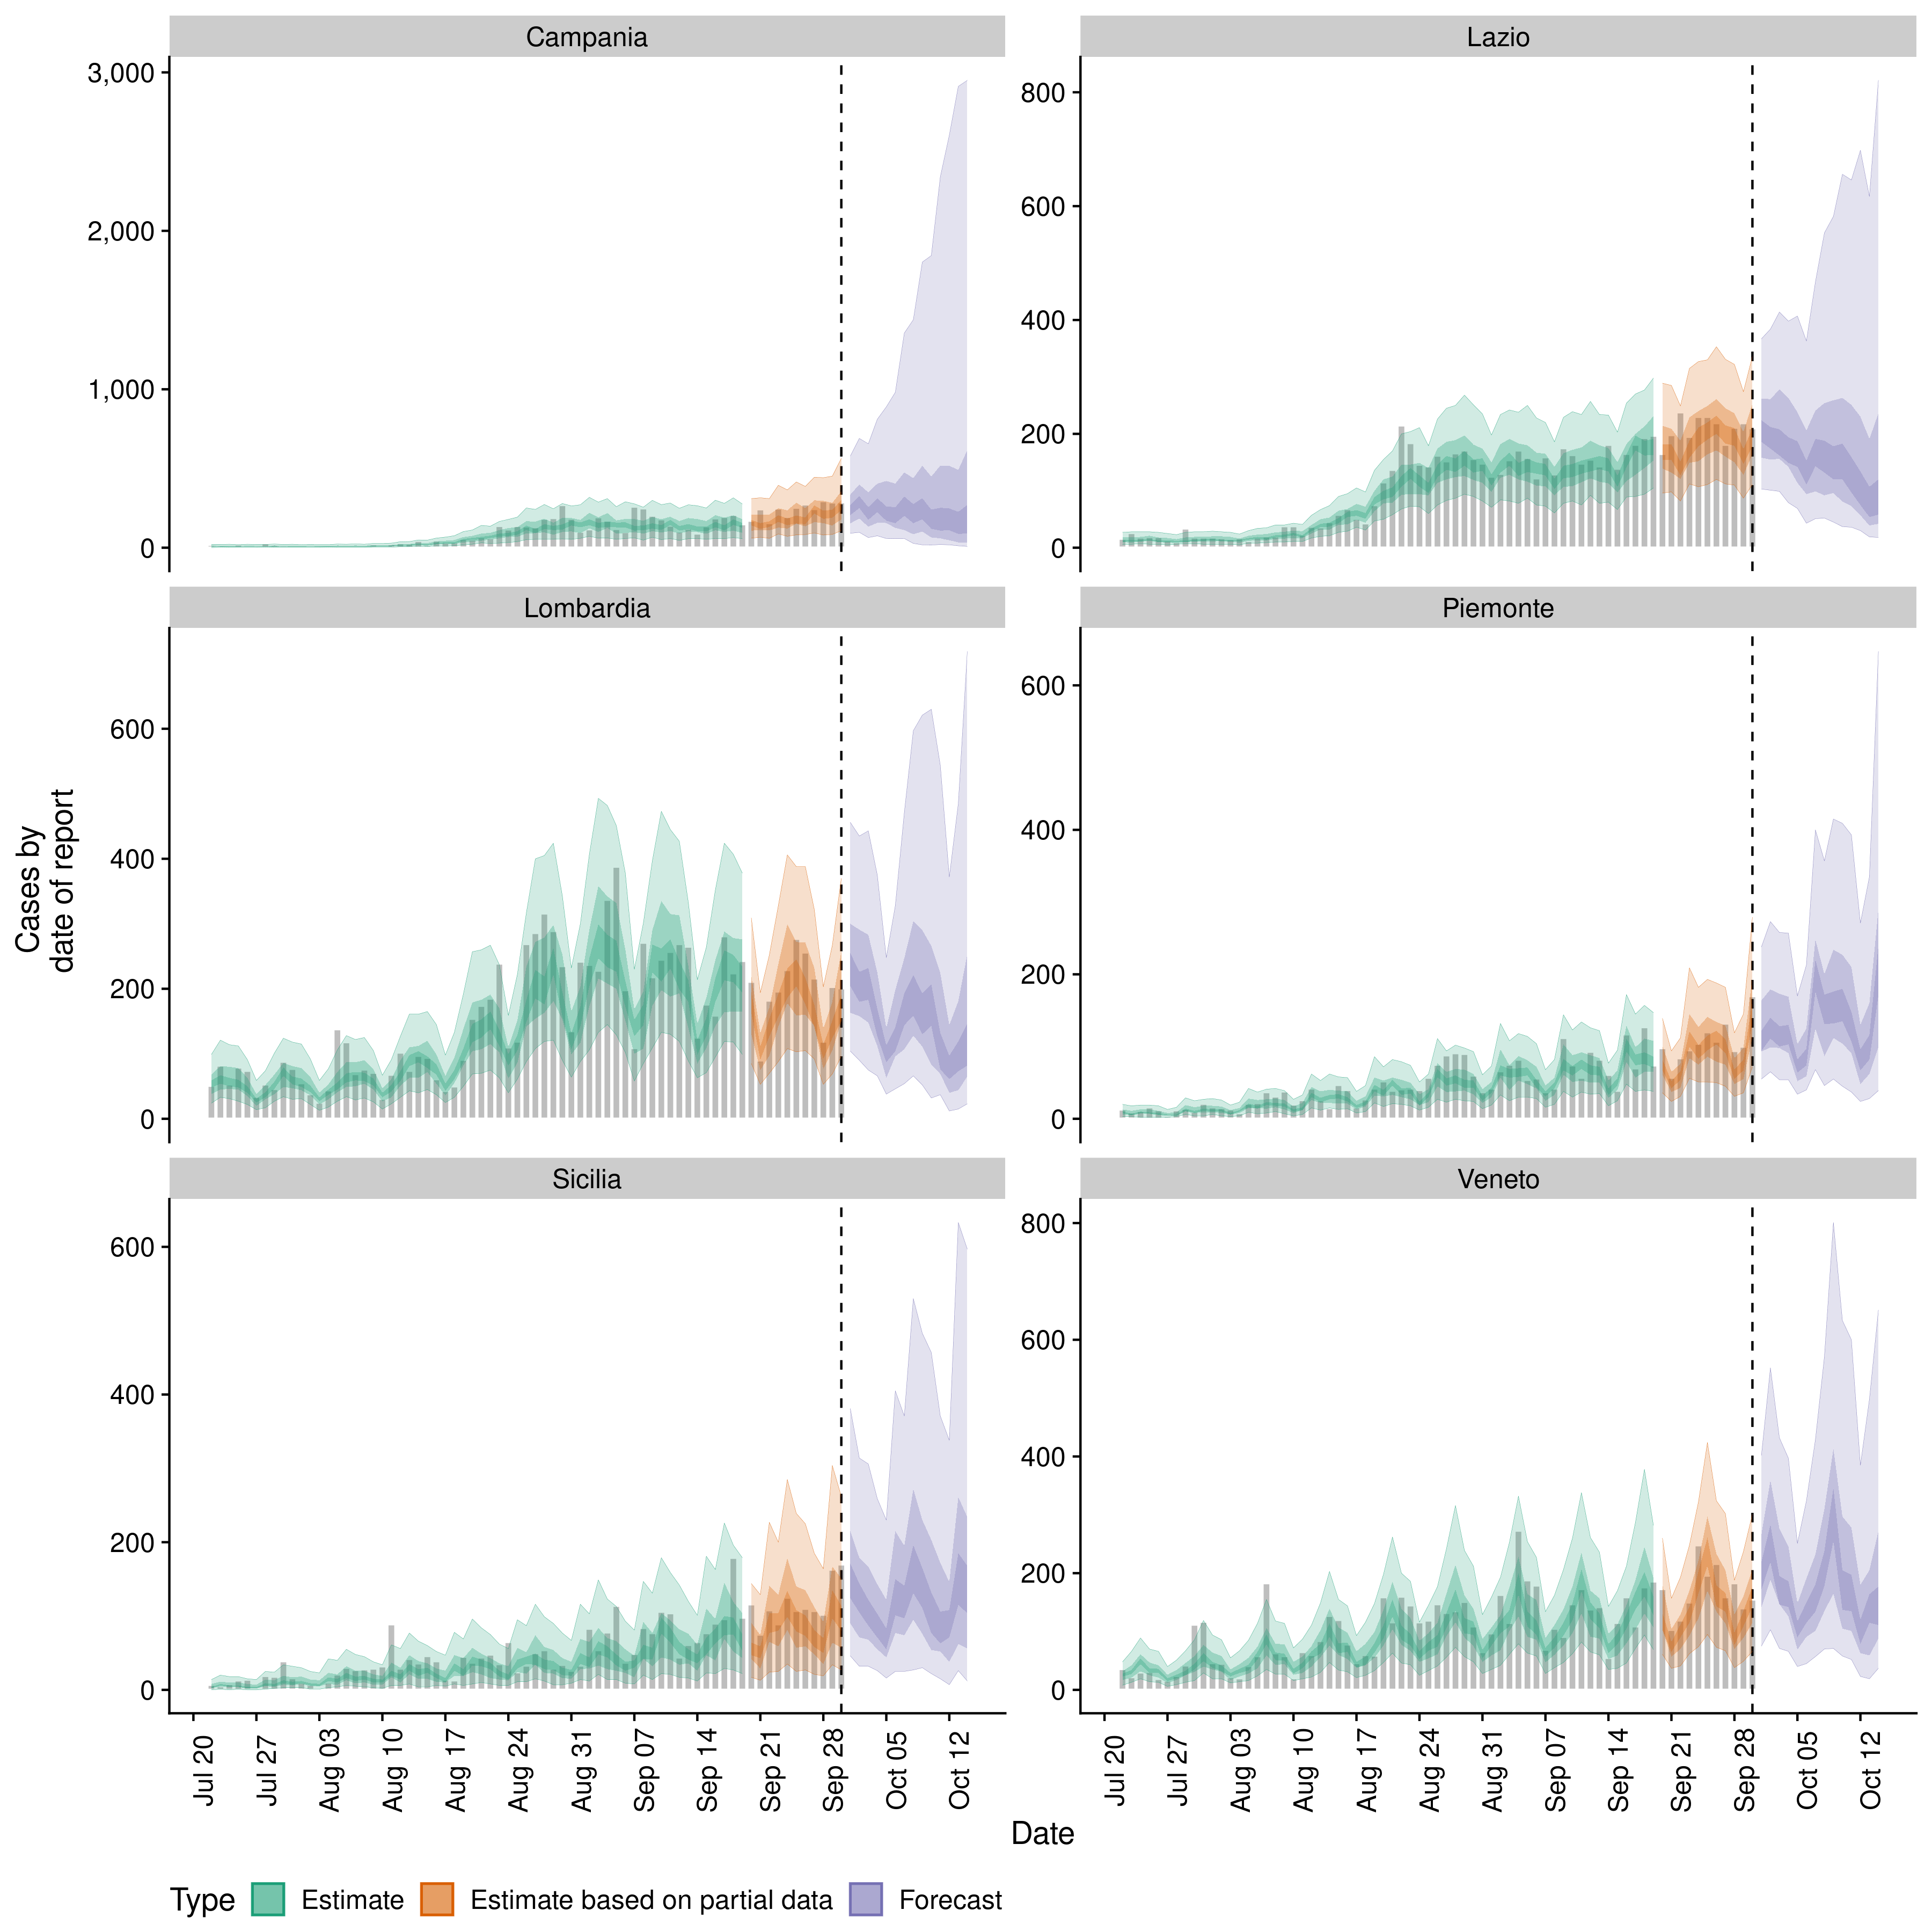 Campania
Lazio
3,000
2,000
1,000
0
800
600
400
200
0
Lombardia
Piemonte
600
400
200
0
600
400
200
0
Cases by
date of report
Sicilia
Veneto
600
400
200
0
800
600
400
200
0
Jul 20 Jul 27 Aug 03 Aug 10 Aug 17 Aug 24 Aug 31 Sep 07 Sep 14 Sep 21 Sep 28 Oct 05 Oct 12
Jul 20 Jul 27 Aug 03 Aug 10 Aug 17 Aug 24 Aug 31 Sep 07 Sep 14 Sep 21 Sep 28 Oct 05 Oct 12
Date
Type Estimate Estimate based on partial data Forecast